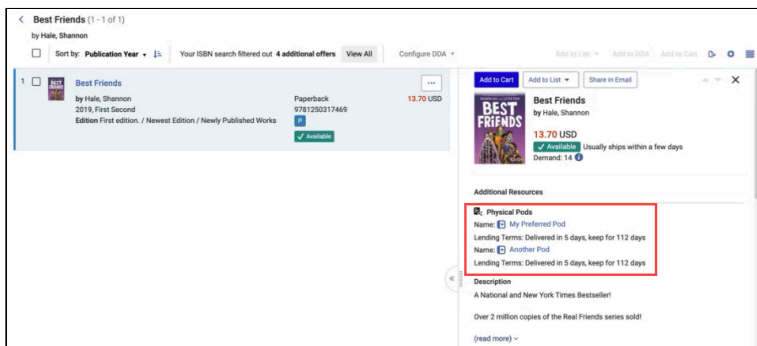 Best Friends (1 - 1 of 1)
by Hale, Shannon
Sort by: Publication Year
Your ISBN search filtered out 4 additional offers
View All
Configure DDA
Add to List
Add to DDA
Add to Cart
1
BEST FRIENDS
Best Friends
by Hale, Shannon
2019, First Second
Edition First edition. / Newest Edition / Newly Published Works
Paperback
9781250317469
P
✓ Available
...
13.70 USD
Add to Cart
Add to List
Share in Email
BEST
FRIENDS
Best Friends
by Hale, Shannon
13.70 USD
✓ Available Usually ships within a few days
Demand: 14
Additional Resources
Physical Pods
Name: My Preferred Pod
Lending Terms: Delivered in 5 days, keep for 112 days
Name: Another Pod
Lending Terms: Delivered in 5 days, keep for 112 days
Description
A National and New York Times Bestseller!
Over 2 million copies of the Real Friends series sold!
(read more)